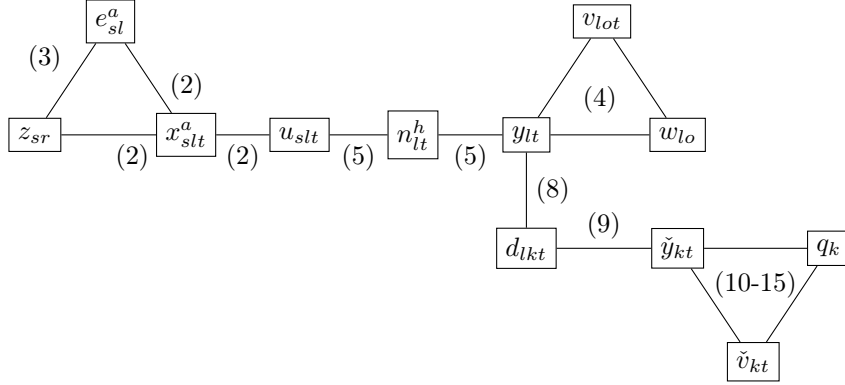 e^a_{sl}
v_{lot}
(3)
(2)
(4)
z_{sr}
x^a_{slt}
u_{slt}
n^h_{lt}
y_{lt}
w_{lo}
(2)
(2)
(5)
(5)
(8)
(9)
d_{lkt}
y̌_{kt}
q_k
(10-15)
v̌_{kt}